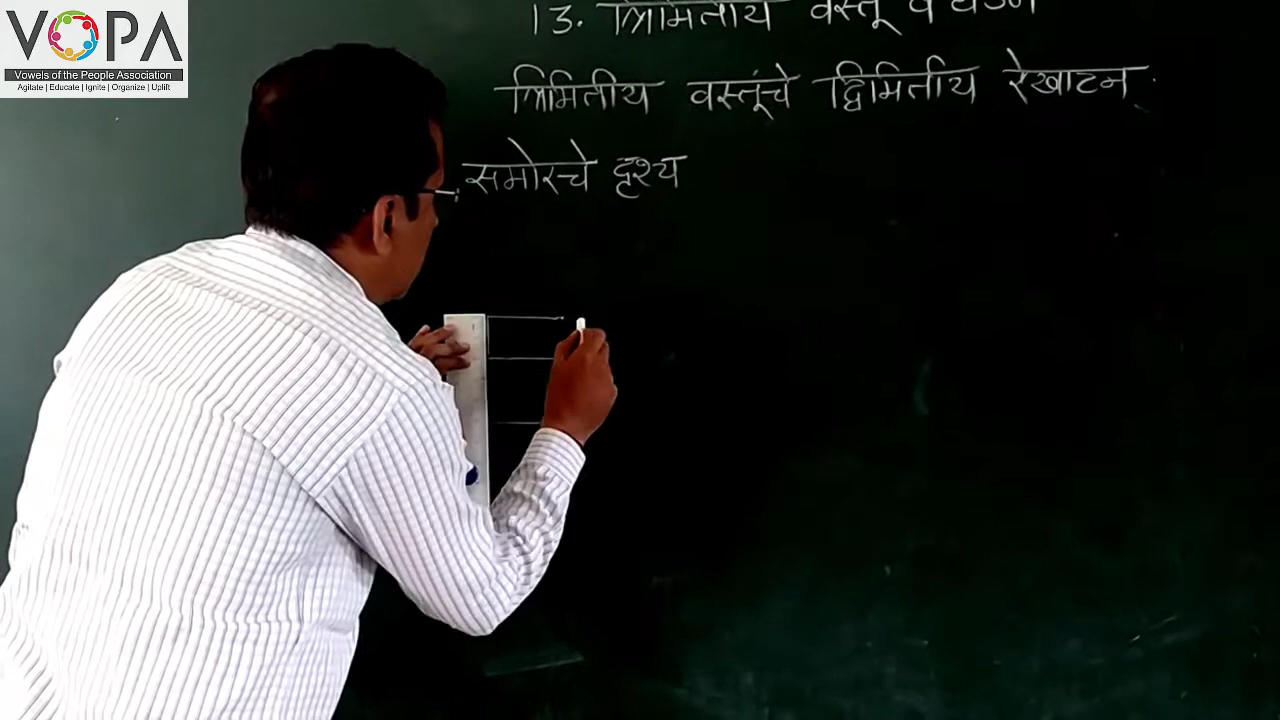 VOPA
Vowels of the People Association
Agitate | Educate | Ignite | Organize | Uplift
13. त्रिमितीय वस्तू व
त्रिमितीय वस्तूंचे द्विमितीय रेखाटन
समोरचे दृश्य